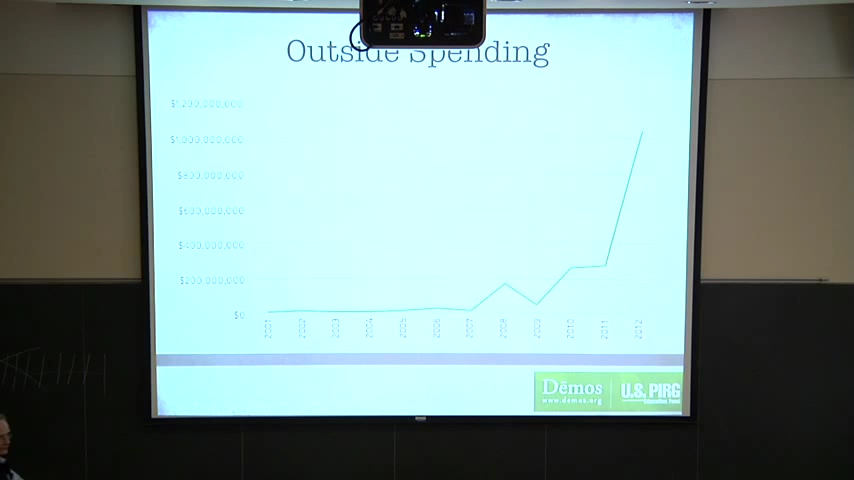 Outside Spending
$1,200,000,000
$1,000,000,000
$800,000,000
$600,000,000
$400,000,000
$200,000,000
$0
2001 2002 2003 2004 2005 2006 2007 2008 2009 2010 2011 2012
Dēmos
www.demos.org
U.S. PIRG
Education Fund